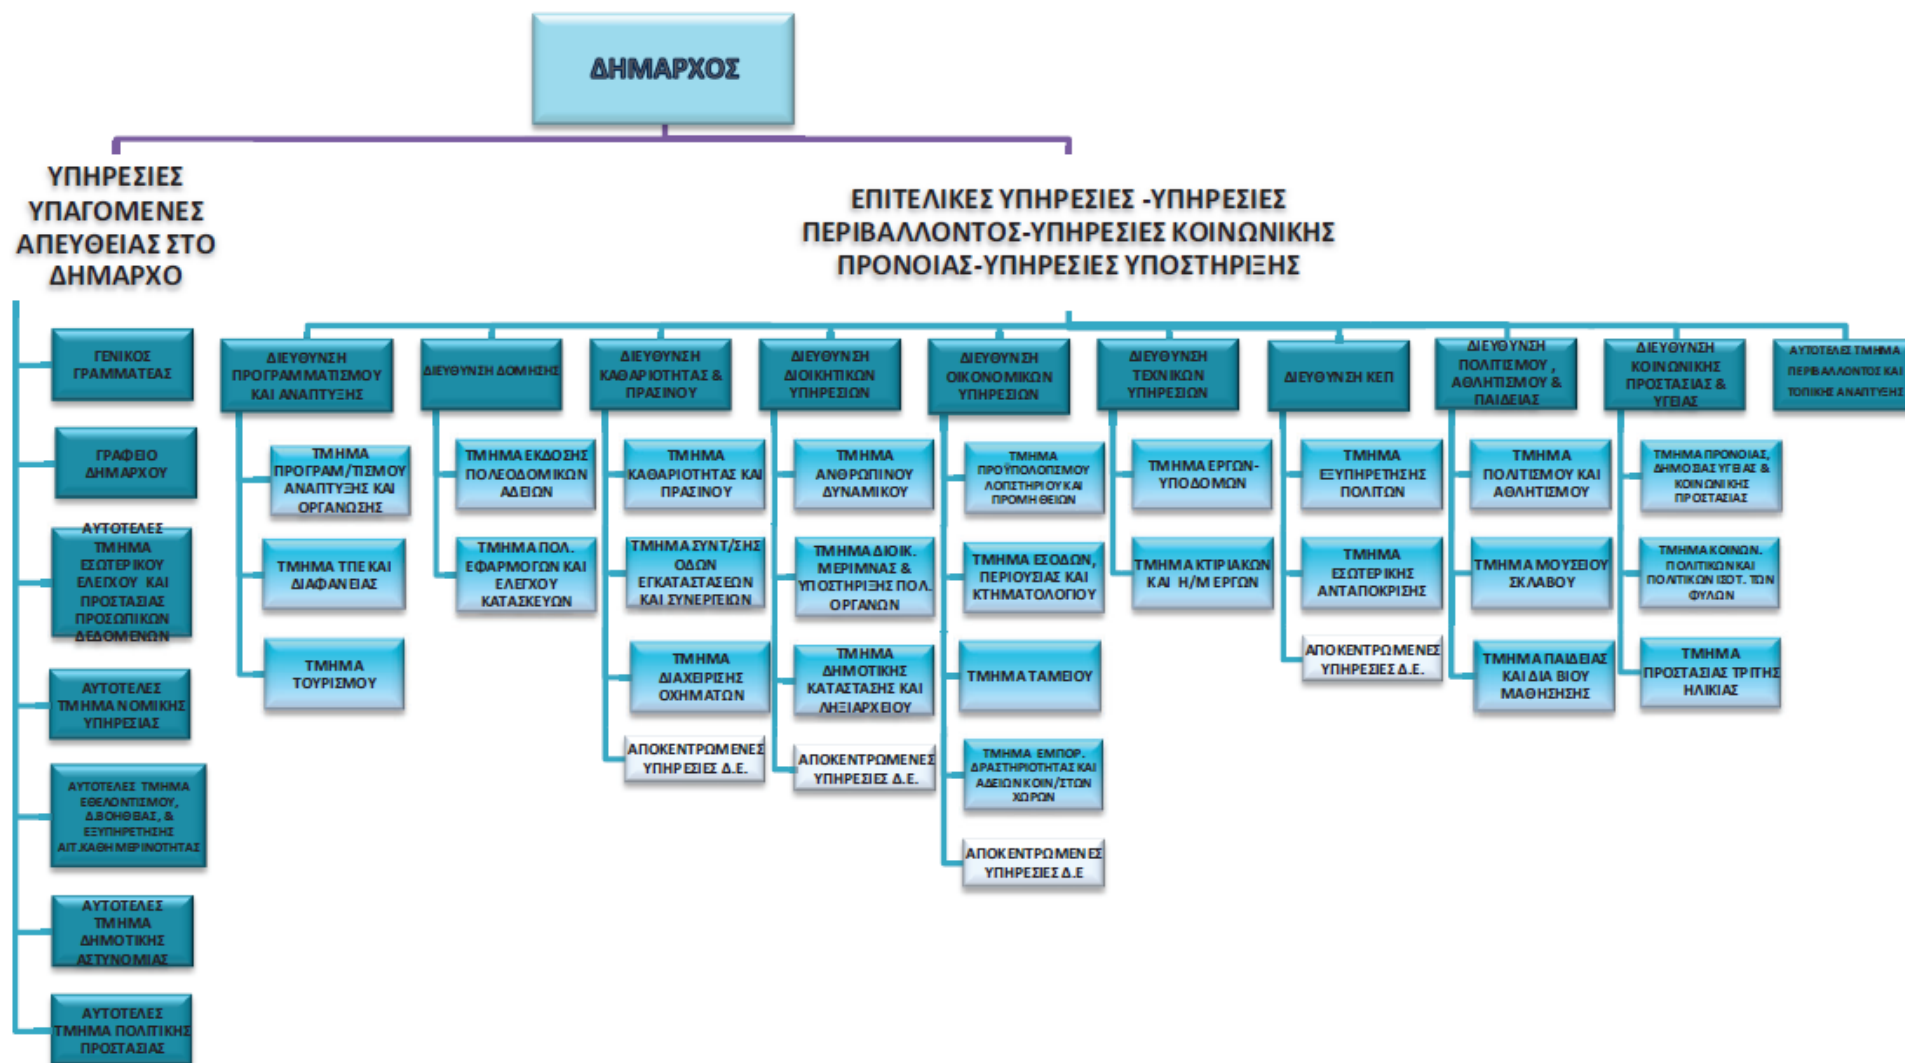 ΔΗΜΑΡΧΟΣ
ΥΠΗΡΕΣΙΕΣ
ΥΠΑΓΟΜΕΝΕΣ
ΑΠΕΥΘΕΙΑΣ ΣΤΟ
ΔΗΜΑΡΧΟ
ΓΕΝΙΚΟΣ
ΓΡΑΜΜΑΤΕΑΣ
ΓΡΑΦΕΙΟ
ΔΗΜΑΡΧΟΥ
ΑΥΤΟΤΕΛΕΣ
ΤΜΗΜΑ
ΕΣΩΤΕΡΙΚΟΥ
ΕΛΕΓΧΟΥ ΚΑΙ
ΠΡΟΣΤΑΣΙΑΣ
ΠΡΟΣΩΠΙΚΩΝ
ΔΕΔΟΜΕΝΩΝ
ΑΥΤΟΤΕΛΕΣ
ΤΜΗΜΑ ΝΟΜΙΚΗΣ
ΥΠΗΡΕΣΙΑΣ
ΑΥΤΟΤΕΛΕΣ ΤΜΗΜΑ
ΕΘΕΛΟΝΤΙΣΜΟΥ,
Δ.ΒΟΗΘΕΙΑΣ, &
ΕΞΥΠΗΡΕΤΗΣΗΣ
ΑΙΤ.ΚΑΘΗΜΕΡΙΝΟΤΗΤΑΣ
ΑΥΤΟΤΕΛΕΣ
ΤΜΗΜΑ
ΔΗΜΟΤΙΚΗΣ
ΑΣΤΥΝΟΜΙΑΣ
ΑΥΤΟΤΕΛΕΣ
ΤΜΗΜΑ ΠΟΛΙΤΙΚΗΣ
ΠΡΟΣΤΑΣΙΑΣ
ΕΠΙΤΕΛΙΚΕΣ ΥΠΗΡΕΣΙΕΣ -ΥΠΗΡΕΣΙΕΣ
ΠΕΡΙΒΑΛΛΟΝΤΟΣ-ΥΠΗΡΕΣΙΕΣ ΚΟΙΝΩΝΙΚΗΣ
ΠΡΟΝΟΙΑΣ-ΥΠΗΡΕΣΙΕΣ ΥΠΟΣΤΗΡΙΞΗΣ
ΔΙΕΥΘΥΝΣΗ
ΠΡΟΓΡΑΜΜΑΤΙΣΜΟΥ
ΚΑΙ ΑΝΑΠΤΥΞΗΣ
ΤΜΗΜΑ
ΠΡΟΓΡΑΜ/ΤΙΣΜΟΥ
ΑΝΑΠΤΥΞΗΣ ΚΑΙ
ΟΡΓΑΝΩΣΗΣ
ΤΜΗΜΑ ΤΠΕ ΚΑΙ
ΔΙΑΦΑΝΕΙΑΣ
ΤΜΗΜΑ
ΤΟΥΡΙΣΜΟΥ
ΔΙΕΥΘΥΝΣΗ ΔΟΜΗΣΗΣ
ΤΜΗΜΑ ΕΚΔΟΣΗΣ
ΠΟΛΕΟΔΟΜΙΚΩΝ
ΑΔΕΙΩΝ
ΤΜΗΜΑ ΠΟΛ.
ΕΦΑΡΜΟΓΩΝ ΚΑΙ
ΕΛΕΓΧΟΥ
ΚΑΤΑΣΚΕΥΩΝ
ΔΙΕΥΘΥΝΣΗ
ΚΑΘΑΡΙΟΤΗΤΑΣ &
ΠΡΑΣΙΝΟΥ
ΤΜΗΜΑ
ΚΑΘΑΡΙΟΤΗΤΑΣ ΚΑΙ
ΠΡΑΣΙΝΟΥ
ΤΜΗΜΑ ΣΥΝΤ/ΣΗΣ
ΟΔΩΝ
ΕΓΚΑΤΑΣΤΑΣΕΩΝ
ΚΑΙ ΣΥΝΕΡΓΕΙΩΝ
ΤΜΗΜΑ
ΔΙΑΧΕΙΡΙΣΗΣ
ΟΧΗΜΑΤΩΝ
ΑΠΟΚΕΝΤΡΩΜΕΝΕΣ
ΥΠΗΡΕΣΙΕΣ Δ.Ε.
ΔΙΕΥΘΥΝΣΗ
ΔΙΟΙΚΗΤΙΚΩΝ
ΥΠΗΡΕΣΙΩΝ
ΤΜΗΜΑ
ΑΝΘΡΩΠΙΝΟΥ
ΔΥΝΑΜΙΚΟΥ
ΤΜΗΜΑ ΔΙΟΙΚ.
ΜΕΡΙΜΝΑΣ &
ΥΠΟΣΤΗΡΙΞΗΣ ΠΟΛ.
ΟΡΓΑΝΩΝ
ΤΜΗΜΑ
ΔΗΜΟΤΙΚΗΣ
ΚΑΤΑΣΤΑΣΗΣ ΚΑΙ
ΛΗΞΙΑΡΧΕΙΟΥ
ΑΠΟΚΕΝΤΡΩΜΕΝΕΣ
ΥΠΗΡΕΣΙΕΣ Δ.Ε.
ΔΙΕΥΘΥΝΣΗ
ΟΙΚΟΝΟΜΙΚΩΝ
ΥΠΗΡΕΣΙΩΝ
ΤΜΗΜΑ
ΠΡΟΫΠΟΛΟΓΙΣΜΟΥ
ΛΟΓΙΣΤΗΡΙΟΥ ΚΑΙ
ΠΡΟΜΗΘΕΙΩΝ
ΤΜΗΜΑ ΕΣΟΔΩΝ,
ΠΕΡΙΟΥΣΙΑΣ ΚΑΙ
ΚΤΗΜΑΤΟΛΟΓΙΟΥ
ΤΜΗΜΑ ΤΑΜΕΙΟΥ
ΤΜΗΜΑ ΕΜΠΟΡ.
ΔΡΑΣΤΗΡΙΟΤΗΤΑΣ ΚΑΙ
ΑΔΕΙΩΝ ΚΟΙΝ/ΣΤΩΝ
ΧΩΡΩΝ
ΑΠΟΚΕΝΤΡΩΜΕΝΕΣ
ΥΠΗΡΕΣΙΕΣ Δ.Ε
ΔΙΕΥΘΥΝΣΗ
ΤΕΧΝΙΚΩΝ
ΥΠΗΡΕΣΙΩΝ
ΤΜΗΜΑ ΕΡΓΩΝ-
ΥΠΟΔΟΜΩΝ
ΤΜΗΜΑ ΚΤΙΡΙΑΚΩΝ
ΚΑΙ Η/Μ ΕΡΓΩΝ
ΔΙΕΥΘΥΝΣΗ ΚΕΠ
ΤΜΗΜΑ
ΕΞΥΠΗΡΕΤΗΣΗΣ
ΠΟΛΙΤΩΝ
ΤΜΗΜΑ
ΕΣΩΤΕΡΙΚΗΣ
ΑΝΤΑΠΟΚΡΙΣΗΣ
ΑΠΟΚΕΝΤΡΩΜΕΝΕΣ
ΥΠΗΡΕΣΙΕΣ Δ.Ε.
ΔΙΕΥΘΥΝΣΗ
ΠΟΛΙΤΙΣΜΟΥ ,
ΑΘΛΗΤΙΣΜΟΥ &
ΠΑΙΔΕΙΑΣ
ΤΜΗΜΑ
ΠΟΛΙΤΙΣΜΟΥ ΚΑΙ
ΑΘΛΗΤΙΣΜΟΥ
ΤΜΗΜΑ ΜΟΥΣΕΙΟΥ
ΣΚΛΑΒΟΥ
ΤΜΗΜΑ ΠΑΙΔΕΙΑΣ
ΚΑΙ ΔΙΑ ΒΙΟΥ
ΜΑΘΗΣΗΣΗΣ
ΔΙΕΥΘΥΝΣΗ
ΚΟΙΝΩΝΙΚΗΣ
ΠΡΟΣΤΑΣΙΑΣ &
ΥΓΕΙΑΣ
ΤΜΗΜΑ ΠΡΟΝΟΙΑΣ,
ΔΗΜΟΣΙΑΣ ΥΓΕΙΑΣ &
ΚΟΙΝΩΝΙΚΗΣ
ΠΡΟΣΤΑΣΙΑΣ
ΤΜΗΜΑ ΚΟΙΝΩΝ.
ΠΟΛΙΤΙΚΩΝ ΚΑΙ
ΠΟΛΙΤΙΚΩΝ ΙΣΟΤ. ΤΩΝ
ΦΥΛΩΝ
ΤΜΗΜΑ
ΠΡΟΣΤΑΣΙΑΣ ΤΡΙΤΗΣ
ΗΛΙΚΙΑΣ
ΑΥΤΟΤΕΛΕΣ ΤΜΗΜΑ
ΠΕΡΙΒΑΛΛΟΝΤΟΣ ΚΑΙ
ΤΟΠΙΚΗΣ ΑΝΑΠΤΥΞΗΣ